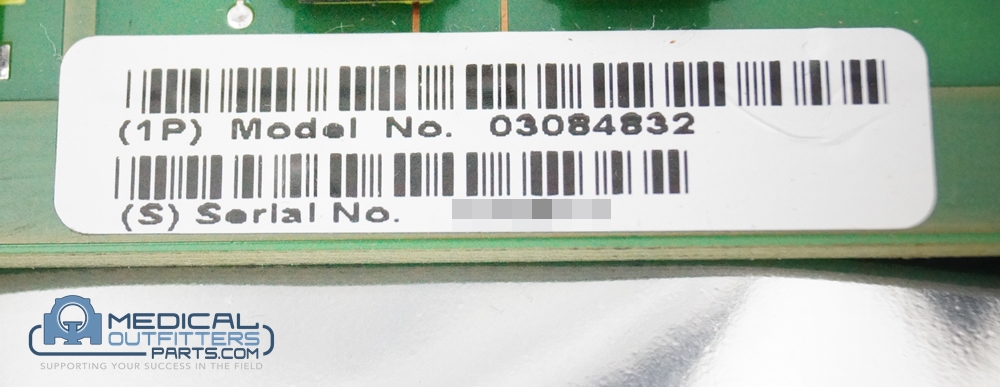 (1P) Model No. 03084832
(S) Serial No.
MEDICAL
OUTFITTERS
PARTS.COM
SUPPORTING YOUR SUCCESS IN THE FIELD